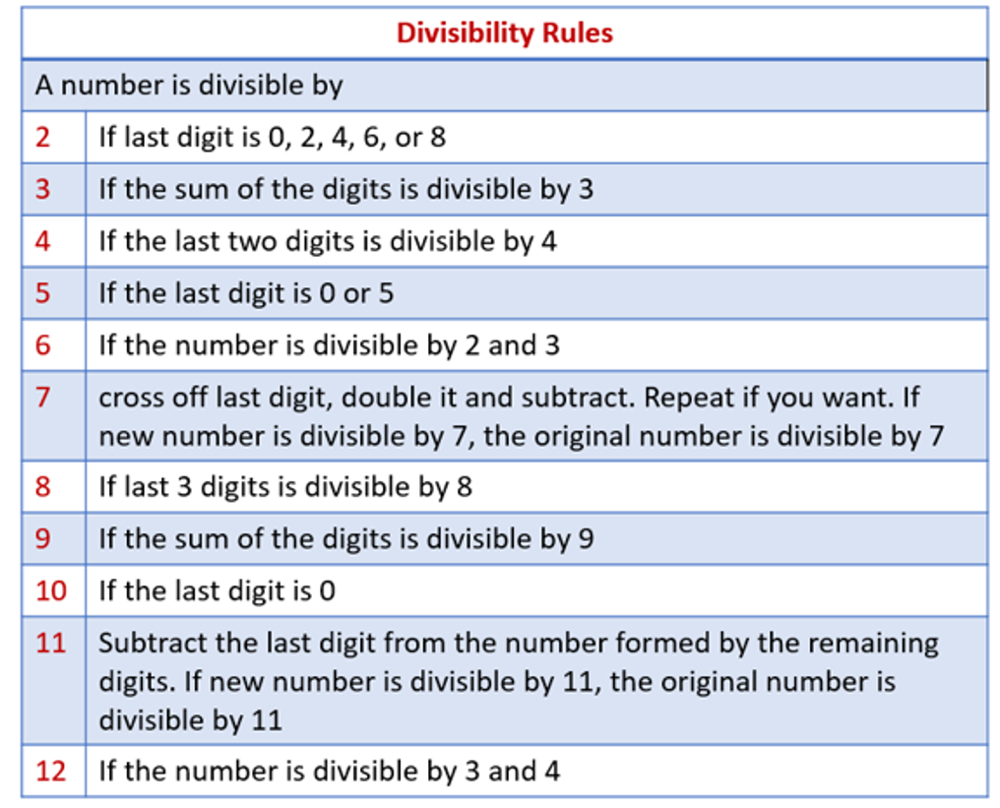 Divisibility Rules
A number is divisible by
2 If last digit is 0, 2, 4, 6, or 8
3 If the sum of the digits is divisible by 3
4 If the last two digits is divisible by 4
5 If the last digit is 0 or 5
6 If the number is divisible by 2 and 3
7 cross off last digit, double it and subtract. Repeat if you want. If
new number is divisible by 7, the original number is divisible by 7
8 If last 3 digits is divisible by 8
9 If the sum of the digits is divisible by 9
10 If the last digit is 0
11 Subtract the last digit from the number formed by the remaining
digits. If new number is divisible by 11, the original number is
divisible by 11
12 If the number is divisible by 3 and 4